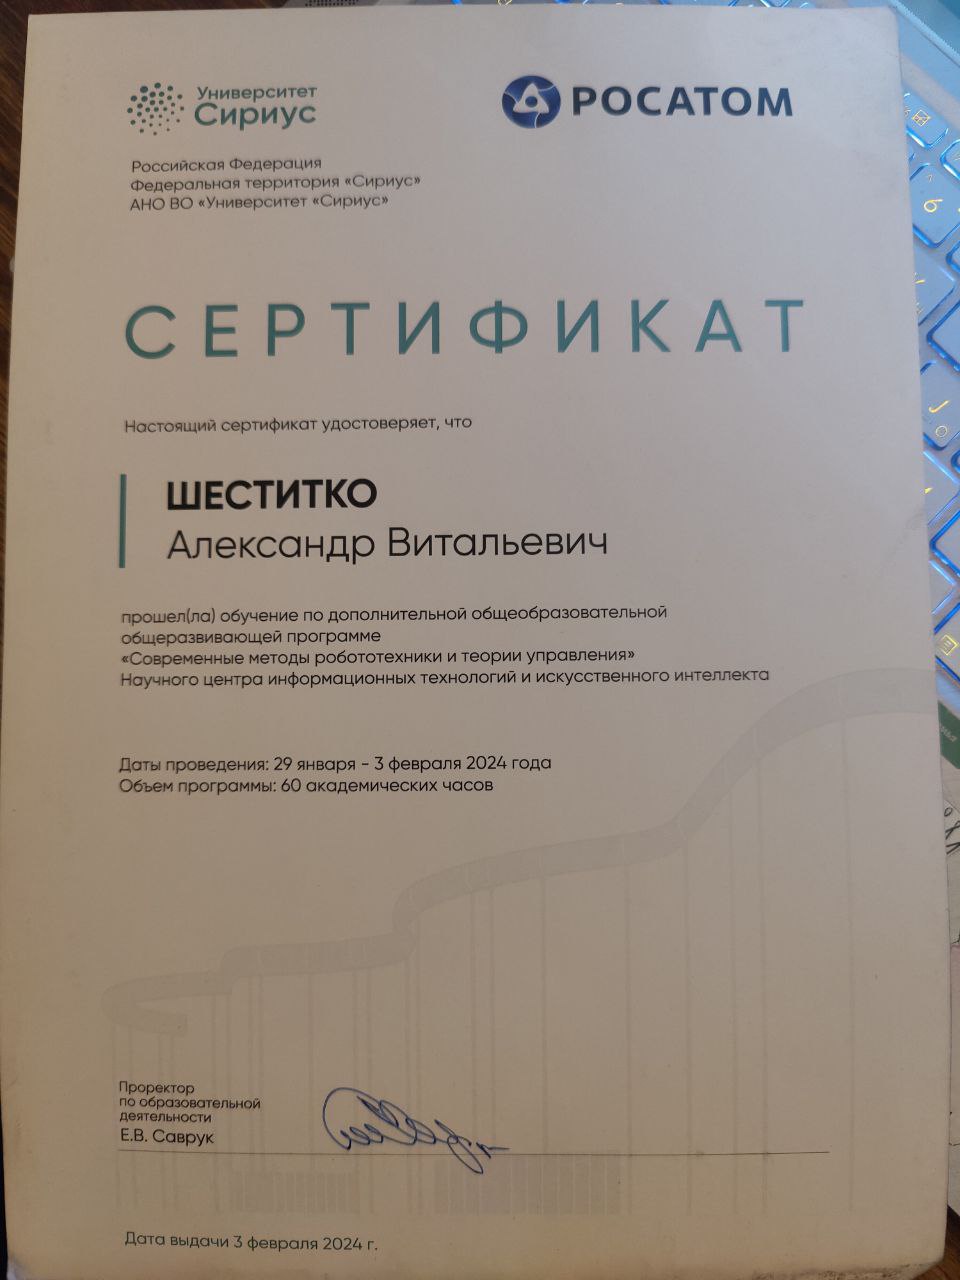 Университет
Сириус
РОСАТОМ
Российская Федерация
Федеральная территория «Сириус»
АНО ВО «Университет «Сириус»
СЕРТИФИКАТ
Настоящий сертификат удостоверяет, что
ШЕСТИТКО
Александр Витальевич
прошел(ла) обучение по дополнительной общеобразовательной
общеразвивающей программе
«Современные методы робототехники и теории управления»
Научного центра информационных технологий и искусственного интеллекта
Даты проведения: 29 января - 3 февраля 2024 года
Объем программы: 60 академических часов
Проректор
по образовательной
деятельности
Е.В. Саврук
Дата выдачи 3 февраля 2024 г.